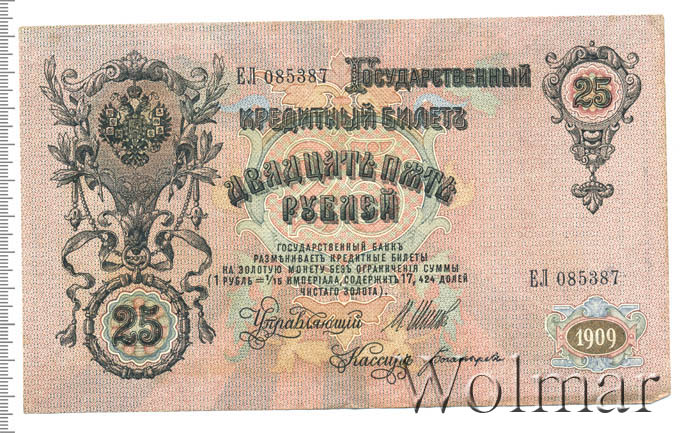 ЕЛ 085387
Государственный
25
кредитный билетъ
двадцать пять
рублей
ГОСУДАРСТВЕННЫЙ БАНКЪ
РАЗМѢНИВАЕТЪ КРЕДИТНЫЕ БИЛЕТЫ
НА ЗОЛОТУЮ МОНЕТУ БЕЗЪ ОГРАНИЧЕНІЯ СУММЫ
(1 РУБЛЬ = 1/15 ИМПЕРІАЛА, СОДЕРЖИТЪ 17, 424 ДОЛЕЙ
ЧИСТАГО ЗОЛОТА).
ЕЛ 085387
25
Управляющій
1909
Кассиръ
Wolmar